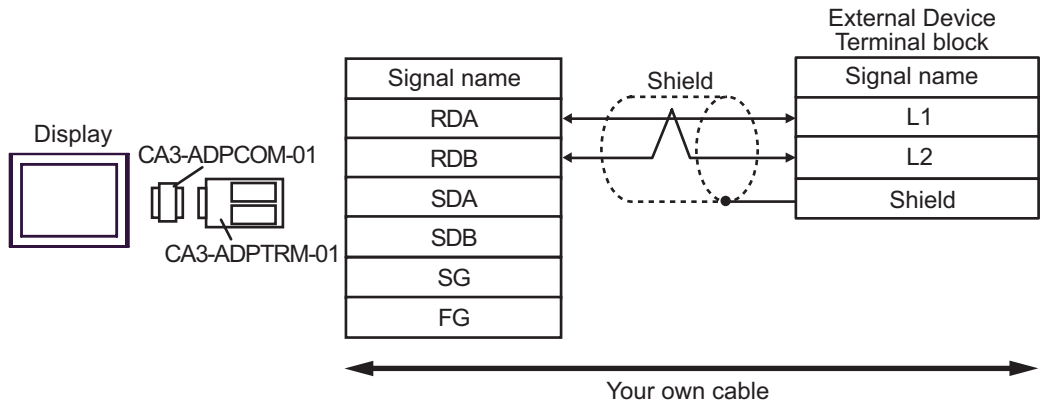 External Device
Terminal block
Signal name
Shield
Signal name
RDA
L1
Display
CA3-ADPCOM-01
RDB
L2
SDA
Shield
SDB
CA3-ADPTRM-01
SG
FG
Your own cable